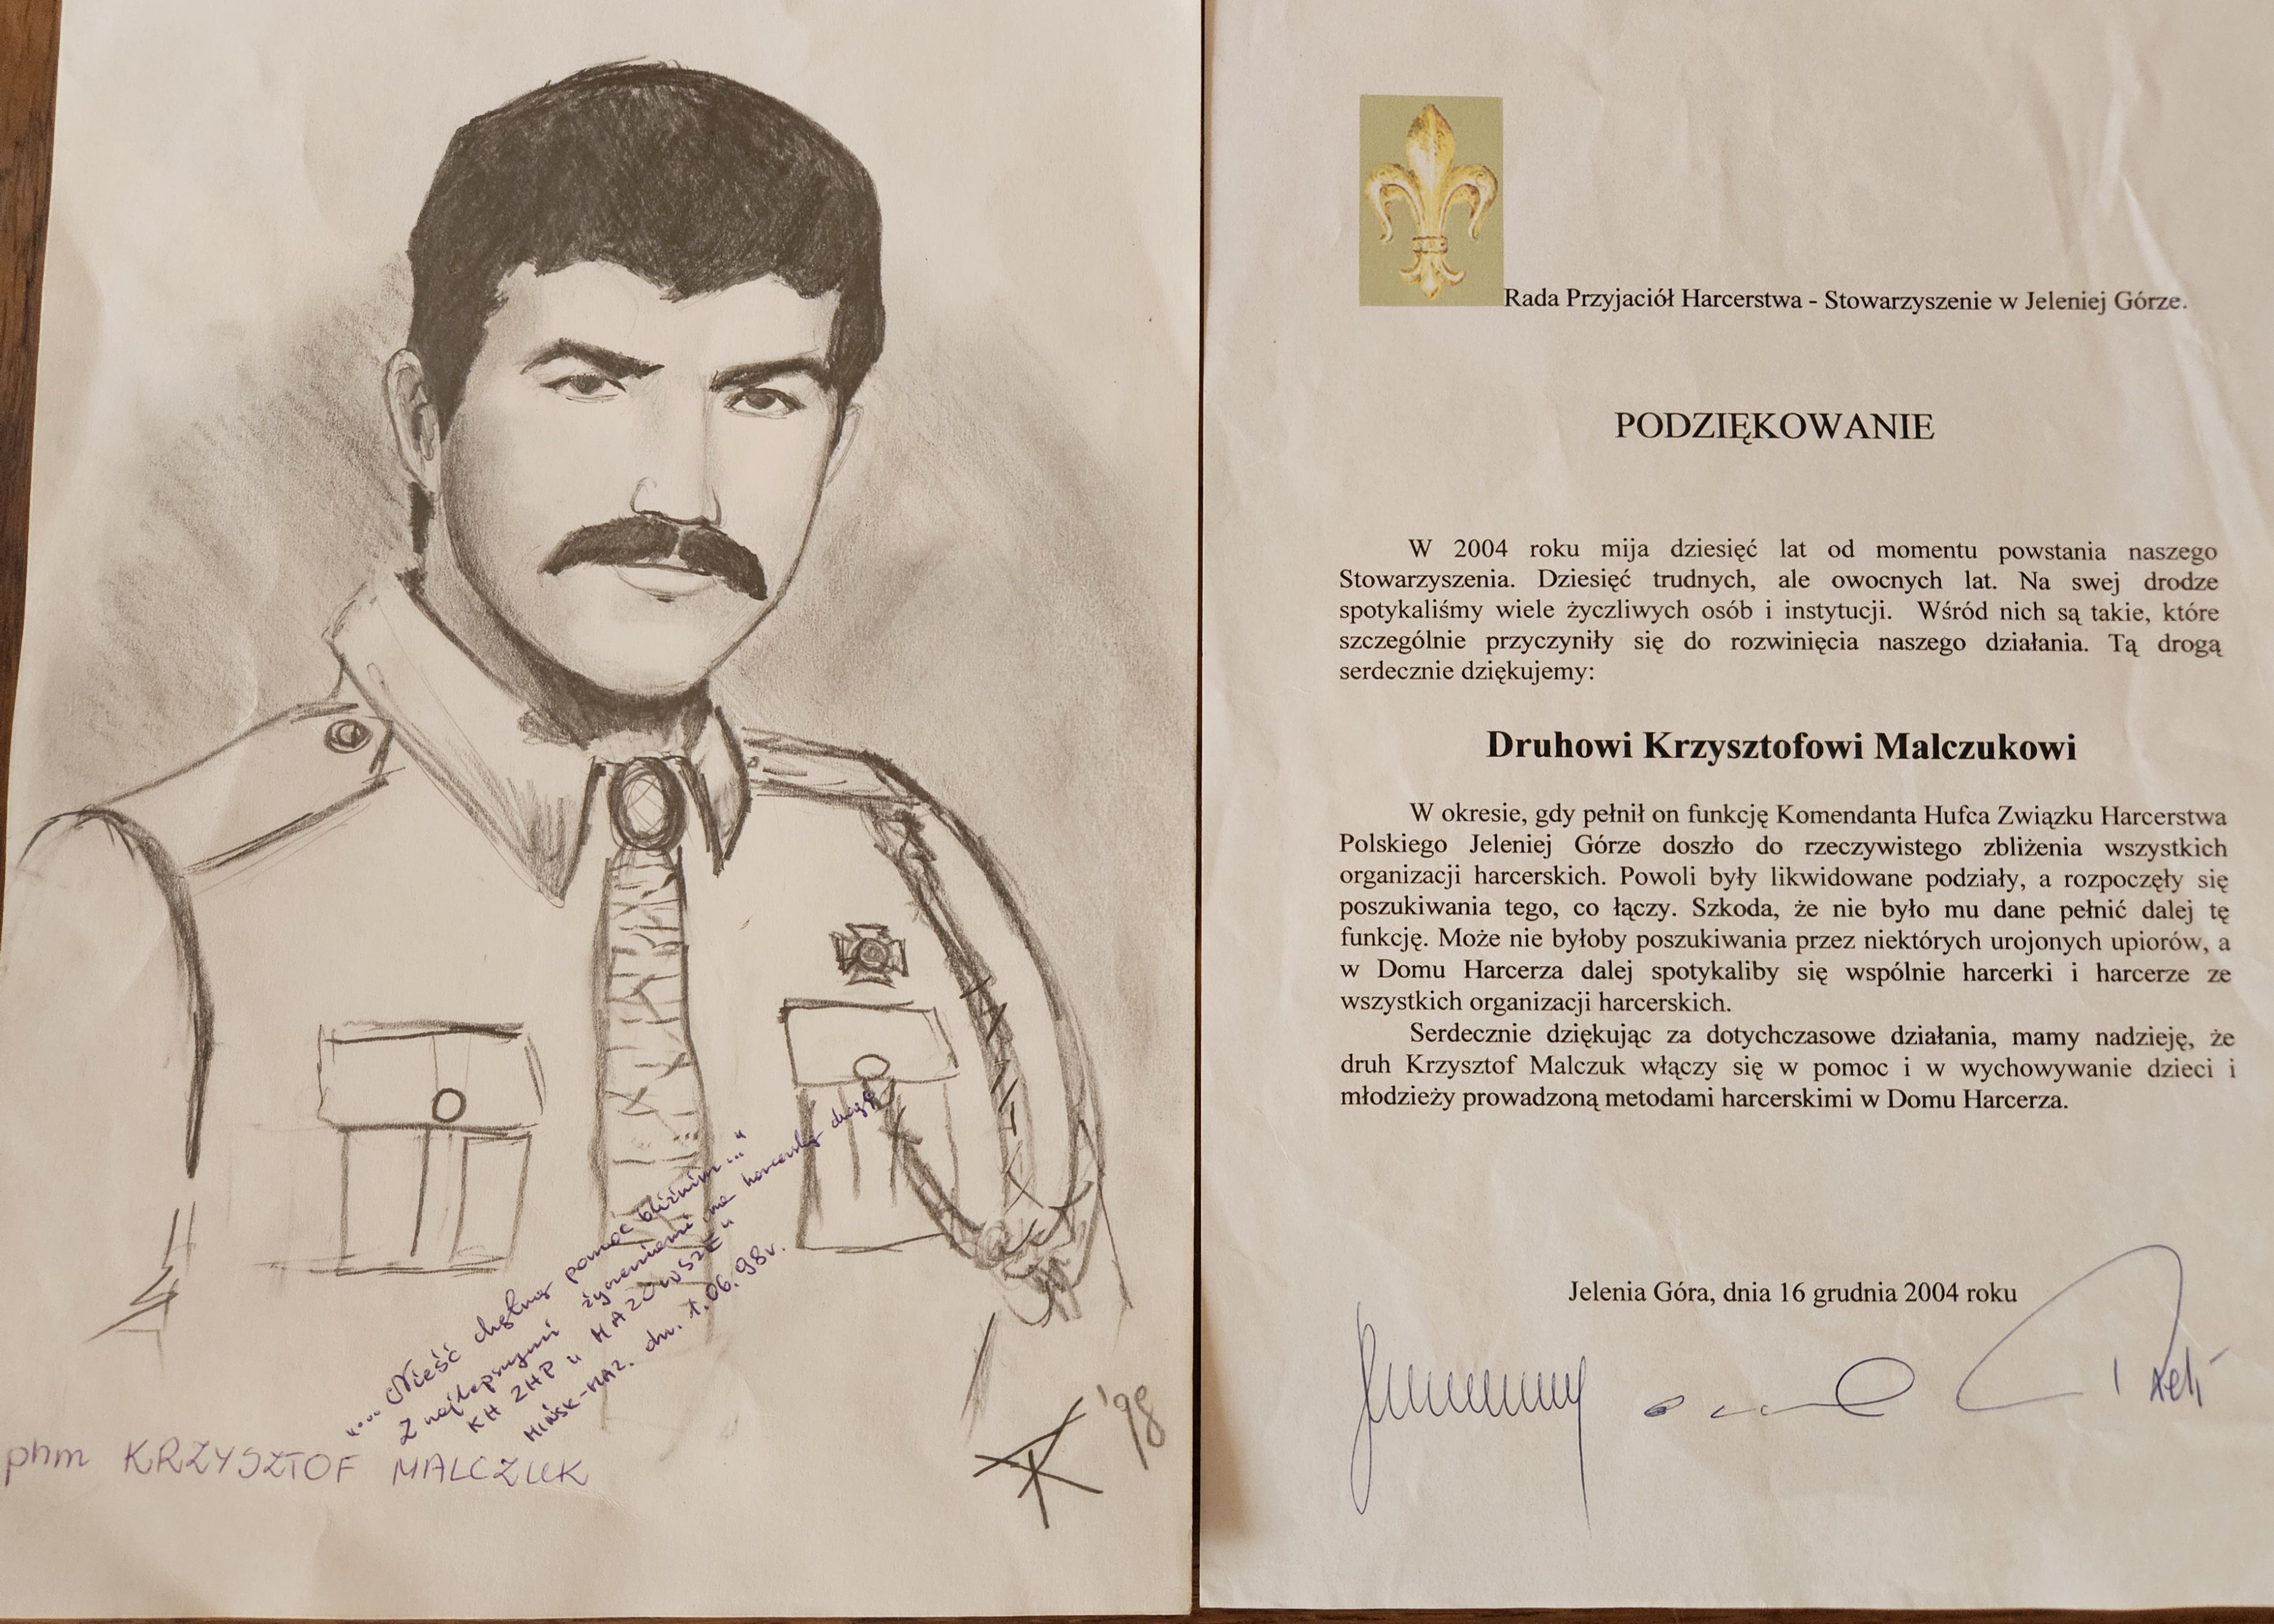 "... Nieść chętną pomoc bliźnim..."
Z najlepszymi życzeniami na harcerską drogę
KH ZHP "MAZOWSZE"
MIŃSK-MAZ. dn. 1.06.98r.
phm KRZYSZTOF MALCZUK
'98
Rada Przyjaciół Harcerstwa - Stowarzyszenie w Jeleniej Górze.
PODZIĘKOWANIE
W 2004 roku mija dziesięć lat od momentu powstania naszego
Stowarzyszenia. Dziesięć trudnych, ale owocnych lat. Na swej drodze
spotykaliśmy wiele życzliwych osób i instytucji. Wśród nich są takie, które
szczególnie przyczyniły się do rozwinięcia naszego działania. Tą drogą
serdecznie dziękujemy:
Druhowi Krzysztofowi Malczukowi
W okresie, gdy pełnił on funkcję Komendanta Hufca Związku Harcerstwa
Polskiego Jeleniej Górze doszło do rzeczywistego zbliżenia wszystkich
organizacji harcerskich. Powoli były likwidowane podziały, a rozpoczęły się
poszukiwania tego, co łączy. Szkoda, że nie było mu dane pełnić dalej tę
funkcję. Może nie byłoby poszukiwania przez niektórych urojonych upiorów, a
w Domu Harcerza dalej spotykaliby się wspólnie harcerki i harcerze ze
wszystkich organizacji harcerskich.
Serdecznie dziękując za dotychczasowe działania, mamy nadzieję, że
druh Krzysztof Malczuk włączy się w pomoc i w wychowywanie dzieci i
młodzieży prowadzoną metodami harcerskimi w Domu Harcerza.
Jelenia Góra, dnia 16 grudnia 2004 roku